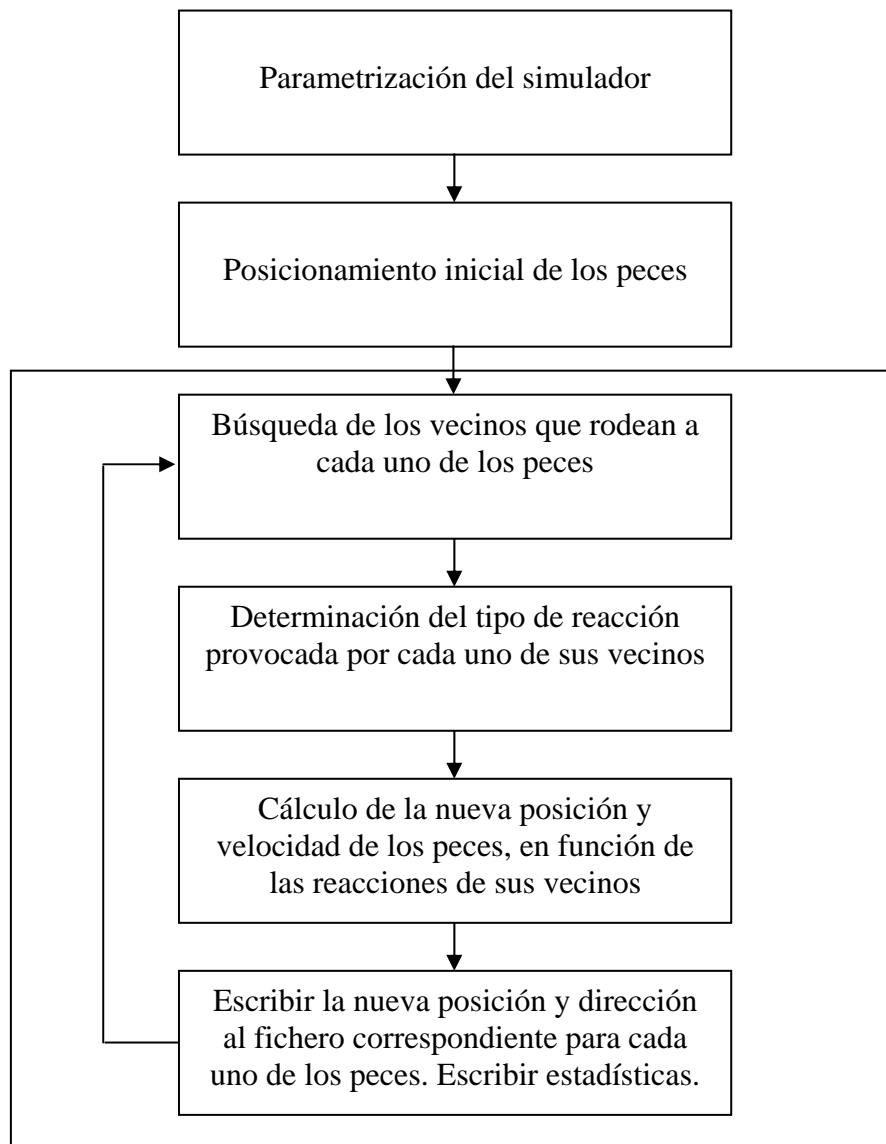 Parametrización del simulador
Posicionamiento inicial de los peces
Búsqueda de los vecinos que rodean a
cada uno de los peces
Determinación del tipo de reacción
provocada por cada uno de sus vecinos
Cálculo de la nueva posición y
velocidad de los peces, en función de
las reacciones de sus vecinos
Escribir la nueva posición y dirección
al fichero correspondiente para cada
uno de los peces. Escribir estadísticas.